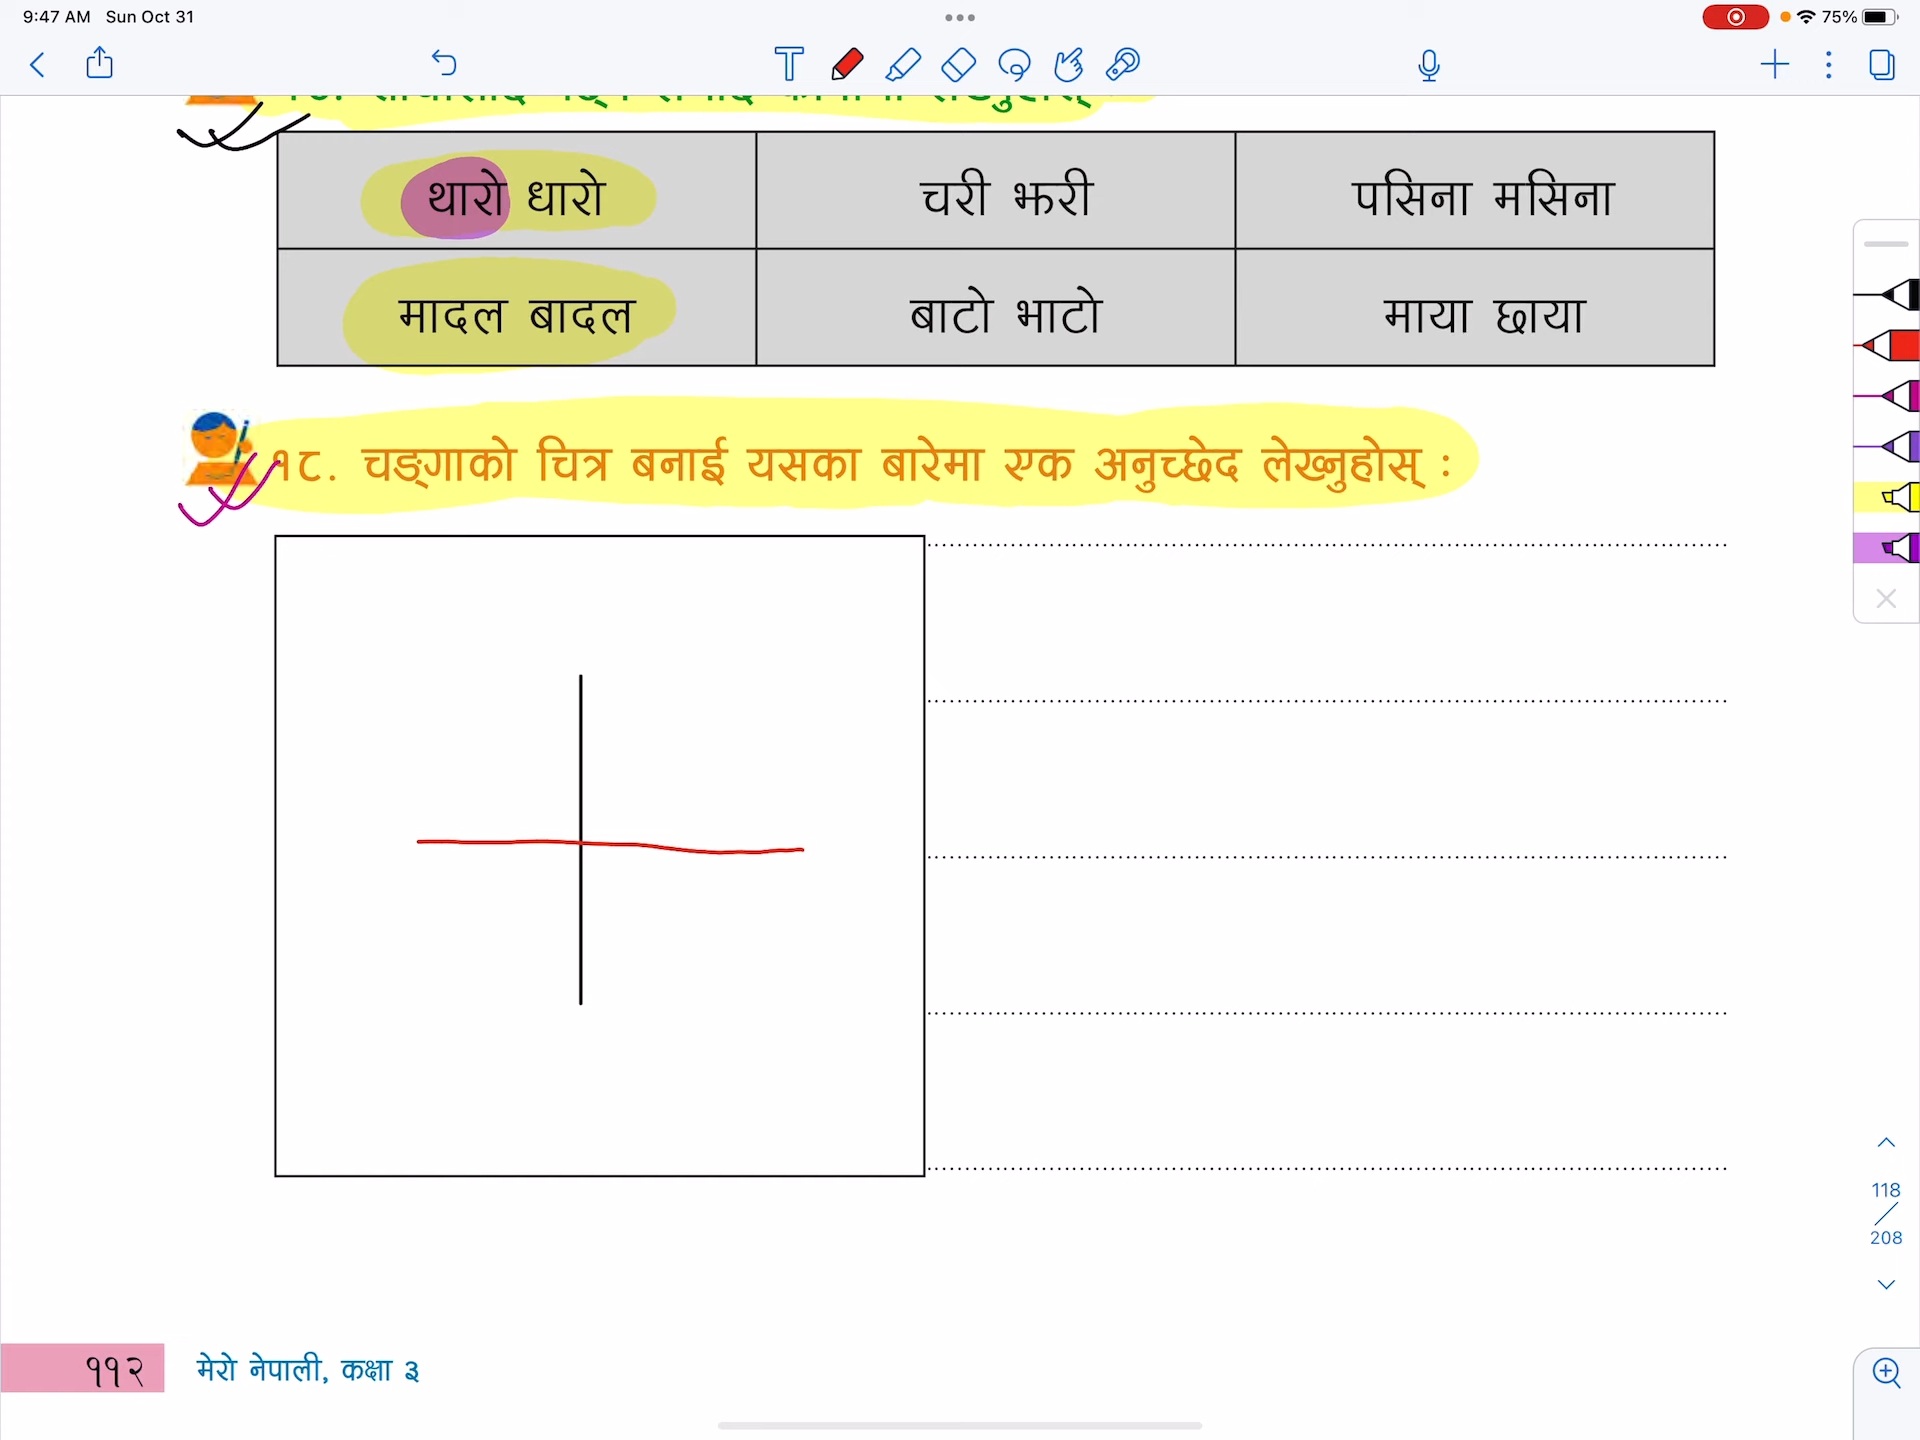 9:47 AM Sun Oct 31
75%
थारो धारो
चरी झरी
पसिना मसिना
मादल बादल
बाटो भाटो
माया छाया
१८. चङ्गाको चित्र बनाई यसका बारेमा एक अनुच्छेद लेख्नुहोस् :
118
208
११२ मेरो नेपाली, कक्षा ३